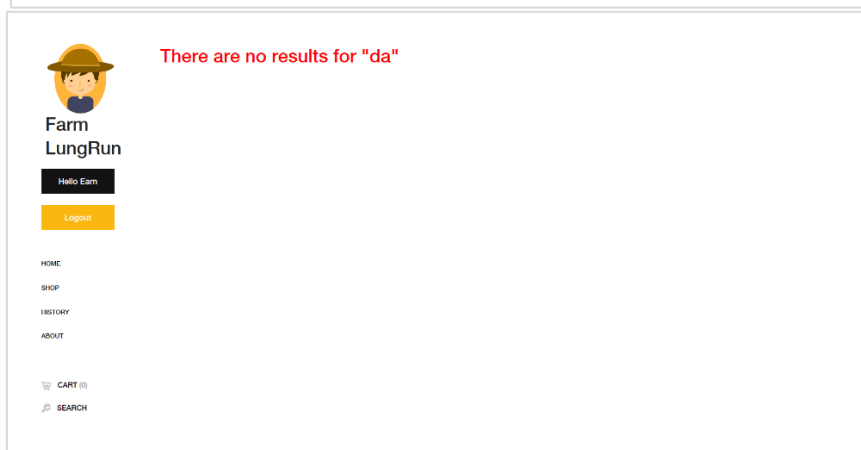 There are no results for "da"
Farm
LungRun
Hello Earn
Logout
HOME
SHOP
HISTORY
ABOUT
CART (0)
SEARCH